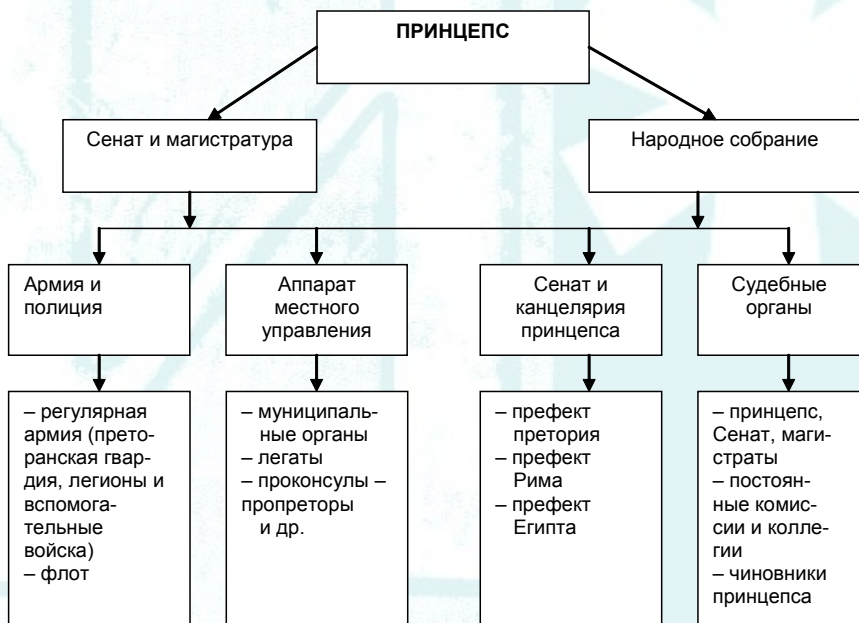 ПРИНЦЕПС
Сенат и магистратура
Народное собрание
Армия и
полиция
Аппарат
местного
управления
Сенат и
канцелярия
принцепса
Судебные
органы
– регулярная
армия (прето-
ранская гвар-
дия, легионы и
вспомога-
тельные
войска)
– флот
– муниципаль-
ные органы
– легаты
– проконсулы –
пропреторы
и др.
– префект
претория
– префект
Рима
– префект
Египта
– принцепс,
Сенат, маги-
страты
– постоян-
ные комис-
сии и колле-
гии
– чиновники
принцепса